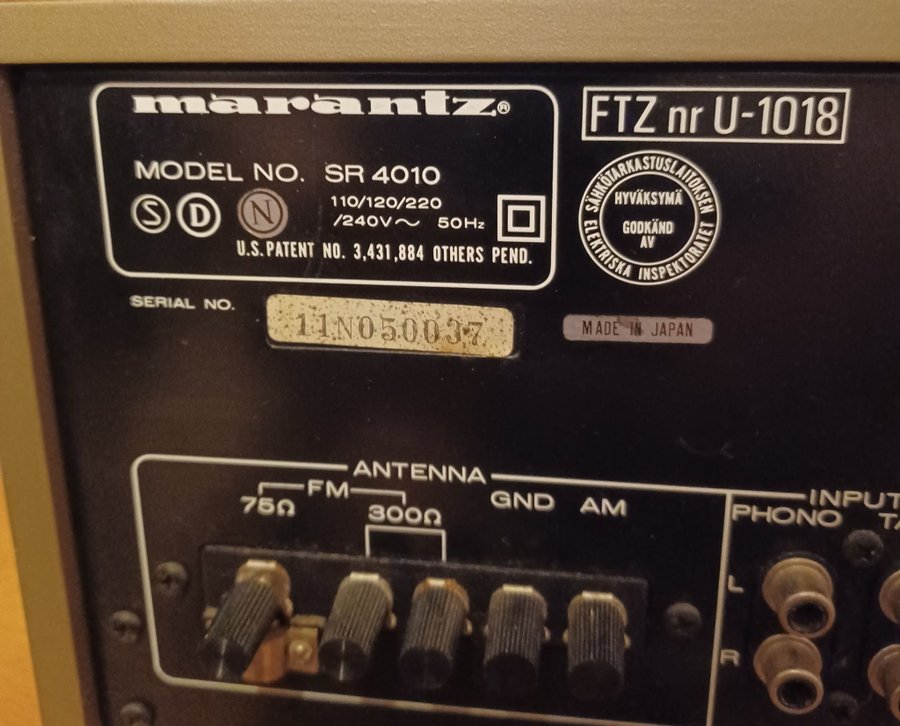 marantz®
MODEL NO. SR 4010
S D N
110/120/220
/240V~ 50Hz
U.S. PATENT NO. 3,431,884 OTHERS PEND.
FTZ nr U-1018
SÄHKÖTARKASTUSLAITOKSEN
HYVÄKSYMÄ
GODKÄND
AV
ELEKTRISKA INSPEKTORATET
SERIAL NO.
11N050037
MADE IN JAPAN
ANTENNA
FM
75Ω
300Ω
GND
AM
INPUT
PHONO
L
R